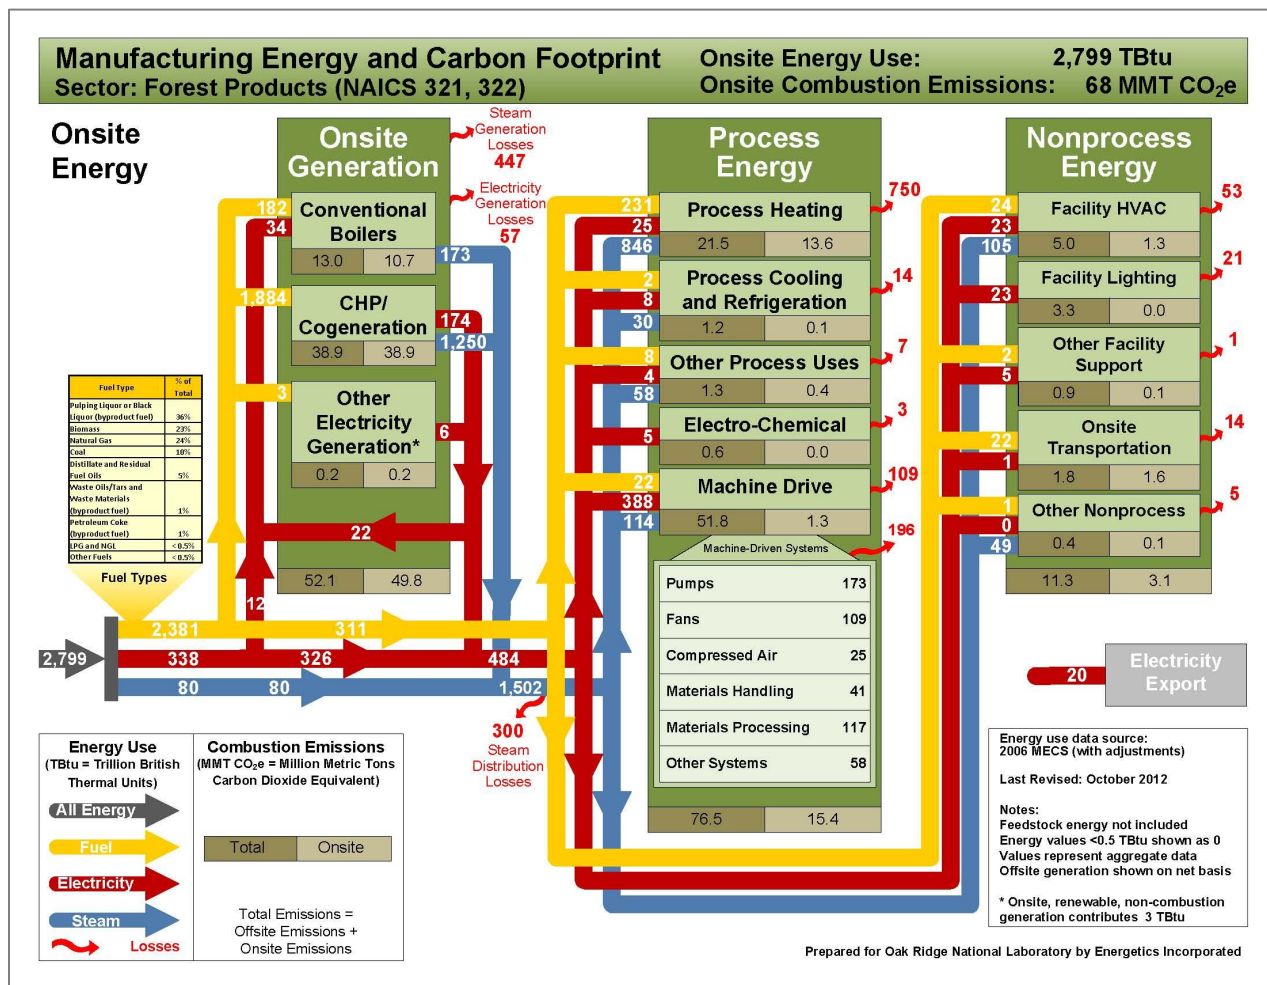 Manufacturing Energy and Carbon Footprint
Sector: Forest Products (NAICS 321, 322)
Onsite Energy Use: 2,799 TBtu
Onsite Combustion Emissions: 68 MMT CO₂e
Onsite
Energy
Onsite
Generation
Steam
Generation
Losses
447
Electricity
Generation
Losses
57
182
34
Conventional
Boilers
13.0 10.7
173
1,884
CHP/
Cogeneration
38.9 38.9
174
1,250
3
Other
Electricity
Generation*
0.2 0.2
6
22
52.1 49.8
12
Fuel Type % of Total
Pulping Liquor or Black
Liquor (byproduct fuel) 36%
Biomass 23%
Natural Gas 24%
Coal 10%
Distillate and Residual
Fuel Oils 5%
Waste Oils/Tars and
Waste Materials
(byproduct fuel) 1%
Petroleum Coke
(byproduct fuel) 1%
LPG and NGL < 0.5%
Other Fuels < 0.5%
Fuel Types
2,799
2,381 311
338 326 484
80 80 1,502
300
Steam
Distribution
Losses
Process
Energy
231
25
846
Process Heating
21.5 13.6
750
2
8
30
Process Cooling
and Refrigeration
1.2 0.1
14
8
4
58
Other Process Uses
1.3 0.4
7
5
Electro-Chemical
0.6 0.0
3
22
388
114
Machine Drive
51.8 1.3
109
Machine-Driven Systems
196
Pumps 173
Fans 109
Compressed Air 25
Materials Handling 41
Materials Processing 117
Other Systems 58
76.5 15.4
Nonprocess
Energy
24
23
105
Facility HVAC
5.0 1.3
53
23
Facility Lighting
3.3 0.0
21
2
5
Other Facility
Support
0.9 0.1
1
22
1
Onsite
Transportation
1.8 1.6
14
1
0
49
Other Nonprocess
0.4 0.1
5
11.3 3.1
20
Electricity
Export
Energy Use
(TBtu = Trillion British
Thermal Units)
All Energy
Fuel
Electricity
Steam
Losses
Combustion Emissions
(MMT CO₂e = Million Metric Tons
Carbon Dioxide Equivalent)
Total Onsite
Total Emissions =
Offsite Emissions +
Onsite Emissions
Energy use data source:
2006 MECS (with adjustments)
Last Revised: October 2012
Notes:
Feedstock energy not included
Energy values <0.5 TBtu shown as 0
Values represent aggregate data
Offsite generation shown on net basis
* Onsite, renewable, non-combustion
generation contributes 3 TBtu
Prepared for Oak Ridge National Laboratory by Energetics Incorporated